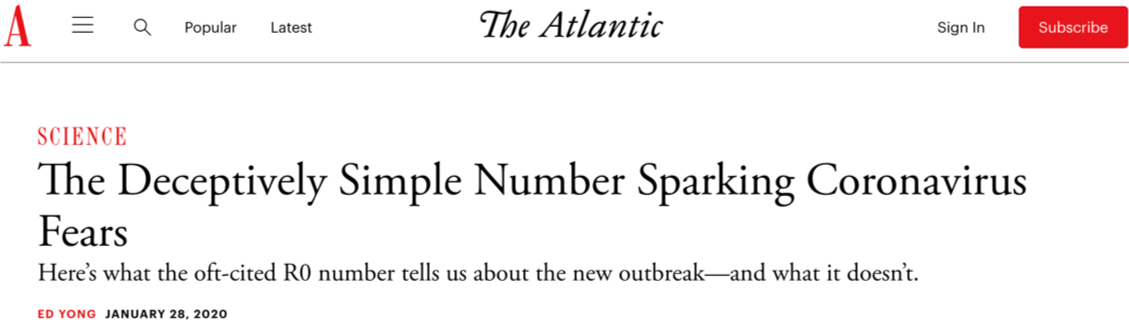 A Popular Latest The Atlantic Sign In Subscribe
SCIENCE
The Deceptively Simple Number Sparking Coronavirus
Fears
Here’s what the oft-cited R0 number tells us about the new outbreak—and what it doesn’t.
ED YONG JANUARY 28, 2020